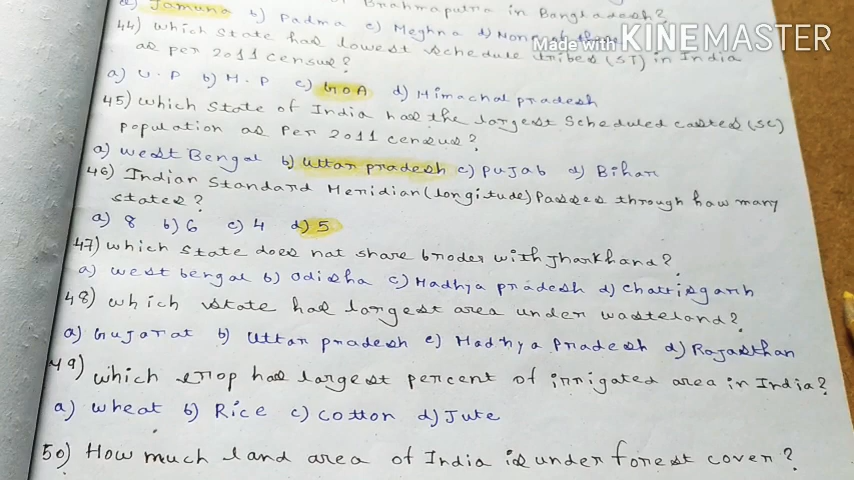 a) Jamuna b) Padma c) Meghna d) Non
Brahmaputra in Bangladesh?
44) which state has lowest schedule tribes (ST) in India
Made with KINEMASTER
as per 2011 census?
a) U.P b) M.P c) GOA d) Himachal pradesh
45) which state of India has the largest scheduled castes (SC)
population as per 2011 census?
a) west Bengal b) Uttar pradesh c) Pujab d) Bihar
46) Indian Standard Meridian (longitude) Passes through how many
states?
a) 8 b) 6 c) 4 d) 5
47) which state does not share broder with Jharkhand?
a) west bengal b) Odisha c) Madhya pradesh d) chattisgarh
48) which state has largest area under wasteland?
a) Gujarat b) Uttar pradesh c) Madhya Pradesh d) Rajasthan
49) which crop has largest percent of irrigated area in India?
a) wheat b) Rice c) cotton d) Jute
50) How much land area of India is under forest cover?